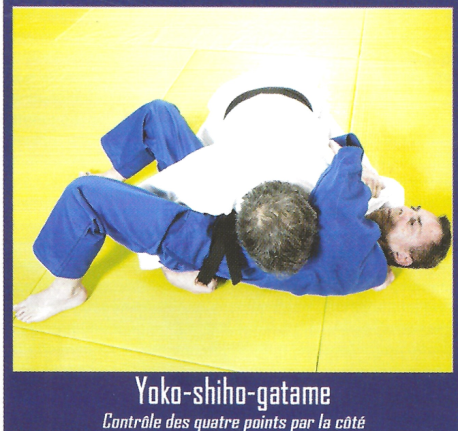 Yoko-shiho-gatame
Contrôle des quatre points par la côté